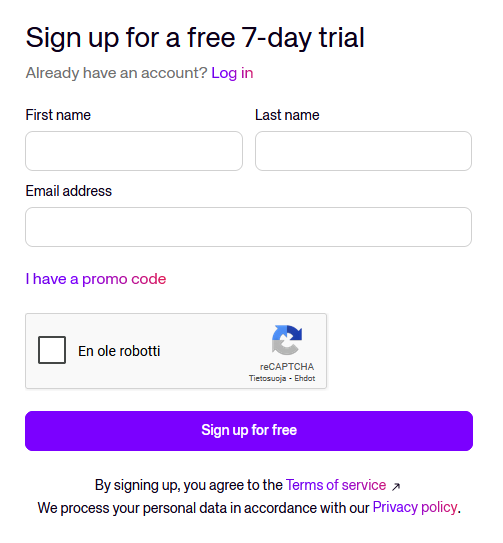 Sign up for a free 7-day trial
Already have an account? Log in
First name
Last name
Email address
I have a promo code
En ole robotti
reCAPTCHA
Tietosuoja - Ehdot
Sign up for free
By signing up, you agree to the Terms of service ↗
We process your personal data in accordance with our Privacy policy.